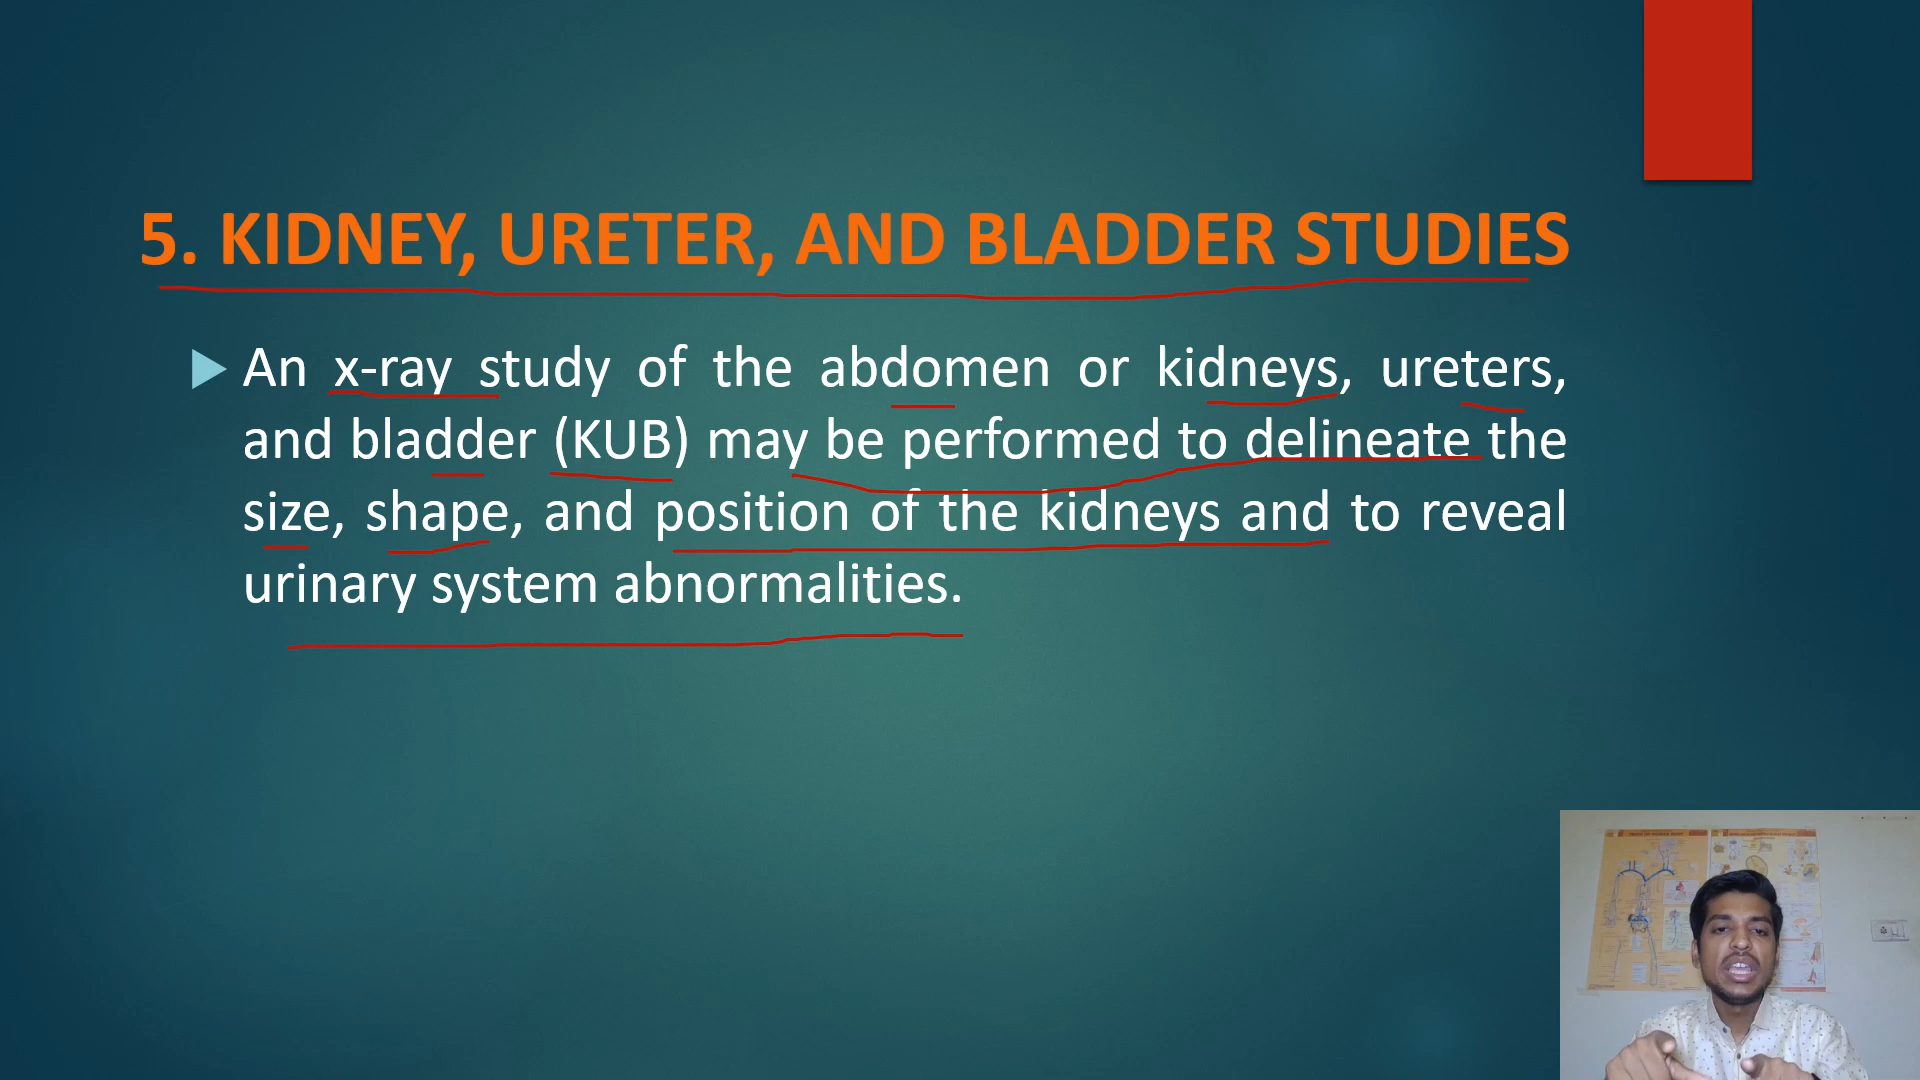 5. KIDNEY, URETER, AND BLADDER STUDIES
An x-ray study of the abdomen or kidneys, ureters,
and bladder (KUB) may be performed to delineate the
size, shape, and position of the kidneys and to reveal
urinary system abnormalities.